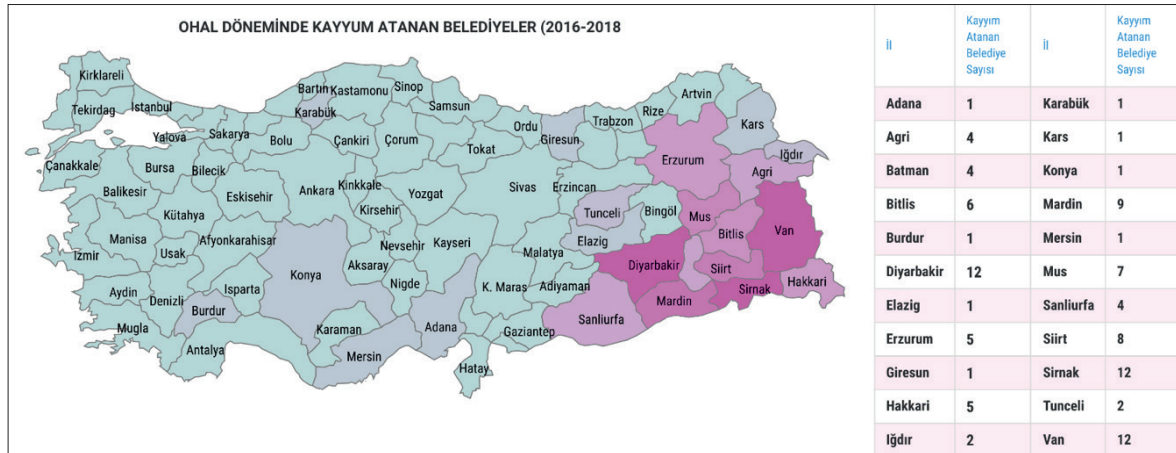 OHAL DÖNEMİNDE KAYYUM ATANAN BELEDİYELER (2016-2018
Kirklareli
Tekirdag
İstanbul
Yalova
Sakarya
Bartın
Kastamonu
Karabük
Sinop
Samsun
Bolu
Çankiri
Çorum
Tokat
Ordu
Giresun
Trabzon
Rize
Artvin
Kars
Iğdır
Erzurum
Agri
Çanakkale
Bursa
Bilecik
Balikesir
Eskisehir
Ankara
Kinkkale
Yozgat
Sivas
Erzincan
Kütahya
Kirsehir
Tunceli
Bingöl
Mus
Van
Manisa
Afyonkarahisar
Usak
İzmir
Nevsehir
Kayseri
Malatya
Elazig
Bitlis
Konya
Aksaray
Nigde
Diyarbakir
Siirt
Sirnak
Hakkari
Aydin
Denizli
Isparta
Burdur
K. Maras
Adiyaman
Mardin
Mugla
Antalya
Karaman
Mersin
Adana
Gaziantep
Sanliurfa
Hatay
İl Kayyım Atanan Belediye Sayısı İl Kayyım Atanan Belediye Sayısı
Adana 1 Karabük 1
Agri 4 Kars 1
Batman 4 Konya 1
Bitlis 6 Mardin 9
Burdur 1 Mersin 1
Diyarbakir 12 Mus 7
Elazig 1 Sanliurfa 4
Erzurum 5 Siirt 8
Giresun 1 Sirnak 12
Hakkari 5 Tunceli 2
Iğdır 2 Van 12